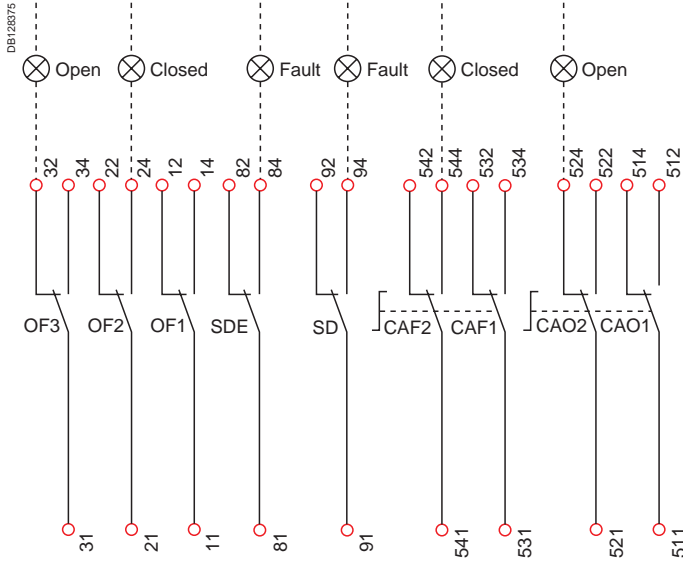 DB128375
Open Closed Fault Fault Closed Open
32 34 22 24 12 14 82 84 92 94 542 544 532 534 524 522 514 512
OF3 OF2 OF1 SDE SD CAF2 CAF1 CAO2 CAO1
31 21 11 81 91 541 531 521 511